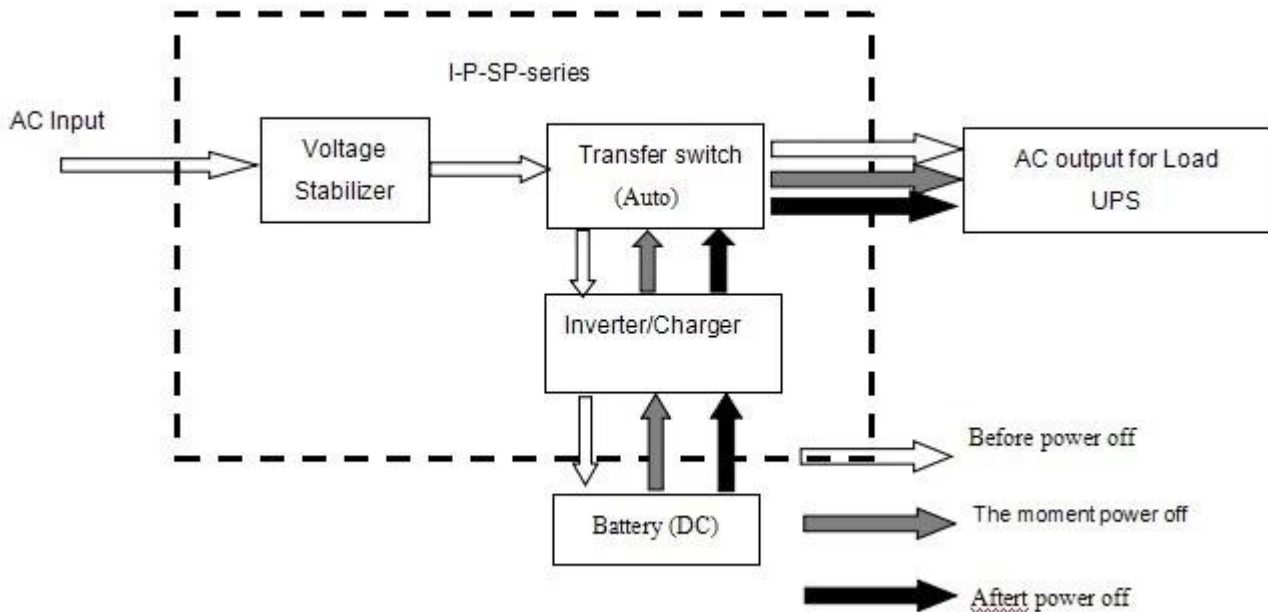 I-P-SP-series
AC Input
Voltage
Stabilizer
Transfer switch
(Auto)
AC output for Load
UPS
Inverter/Charger
Battery (DC)
Before power off
The moment power off
Aftert power off